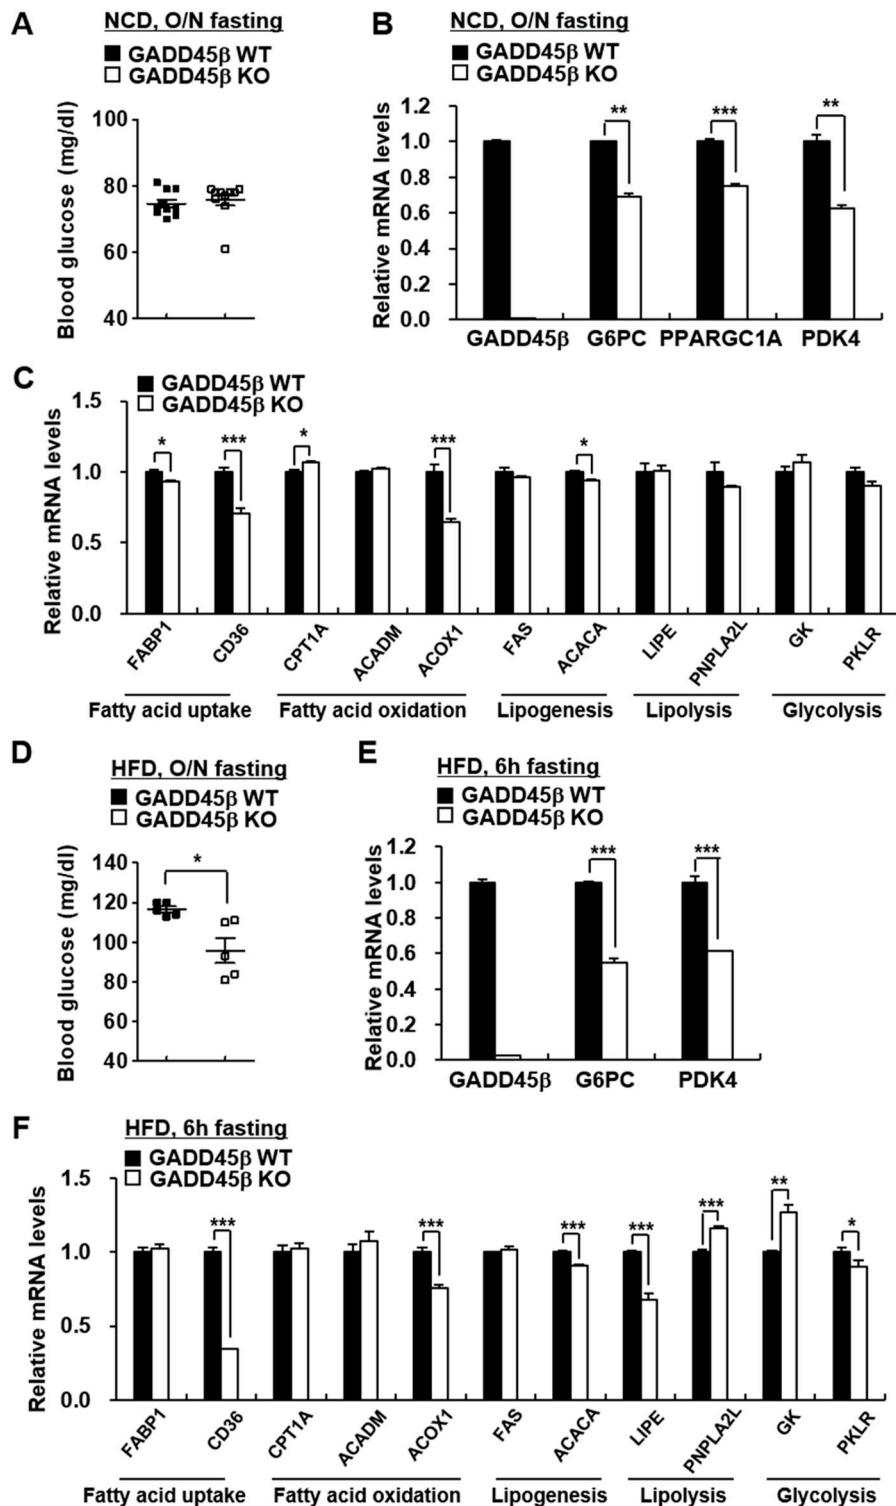 A
NCD, O/N fasting
GADD45β WT
GADD45β KO
Blood glucose (mg/dl)
100
80
60
40
B
NCD, O/N fasting
GADD45β WT
GADD45β KO
Relative mRNA levels
1.2
1.0
0.8
0.6
0.4
0.2
0.0
** *** **
GADD45β G6PC PPARGC1A PDK4
C
GADD45β WT
GADD45β KO
Relative mRNA levels
1.5
1.0
0.5
0.0
* *** * *** *
FABP1 CD36 CPT1A ACADM ACOX1 FAS ACACA LIPE PNPLA2L GK PKLR
Fatty acid uptake Fatty acid oxidation Lipogenesis Lipolysis Glycolysis
D
HFD, O/N fasting
GADD45β WT
GADD45β KO
Blood glucose (mg/dl)
140
120
100
80
60
40
*
E
HFD, 6h fasting
GADD45β WT
GADD45β KO
Relative mRNA levels
1.2
1.0
0.8
0.6
0.4
0.2
0.0
*** ***
GADD45β G6PC PDK4
F
HFD, 6h fasting
GADD45β WT
GADD45β KO
Relative mRNA levels
1.5
1.0
0.5
0.0
*** *** *** *** *** ** *
FABP1 CD36 CPT1A ACADM ACOX1 FAS ACACA LIPE PNPLA2L GK PKLR
Fatty acid uptake Fatty acid oxidation Lipogenesis Lipolysis Glycolysis